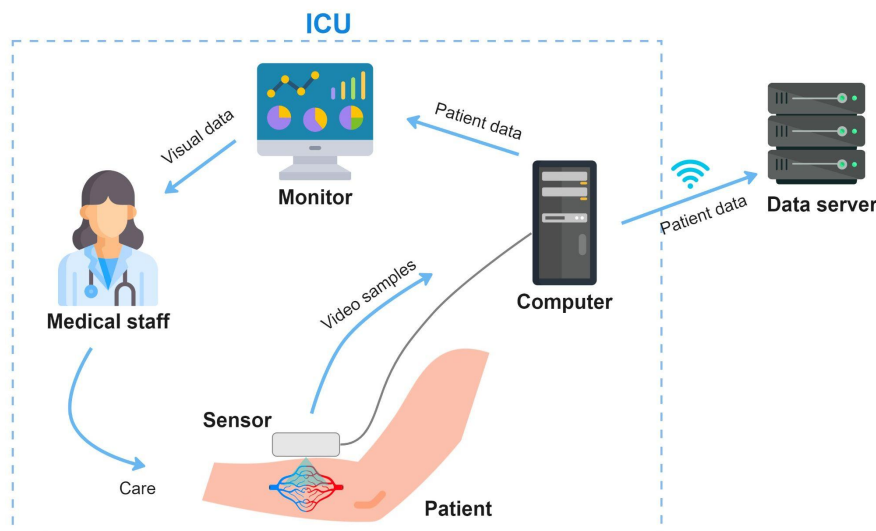 ICU
Visual data
Patient data
Monitor
Data server
Patient data
Medical staff
Video samples
Computer
Sensor
Care
Patient